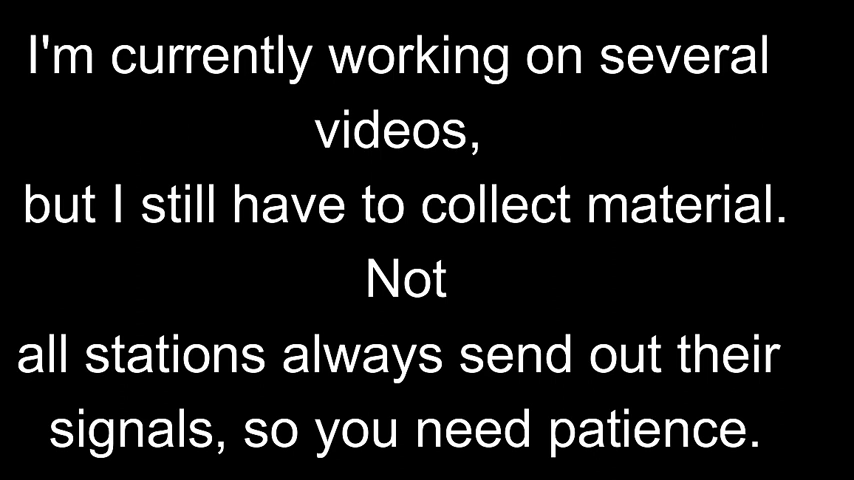 I'm currently working on several
videos,
but I still have to collect material.
Not
all stations always send out their
signals, so you need patience.